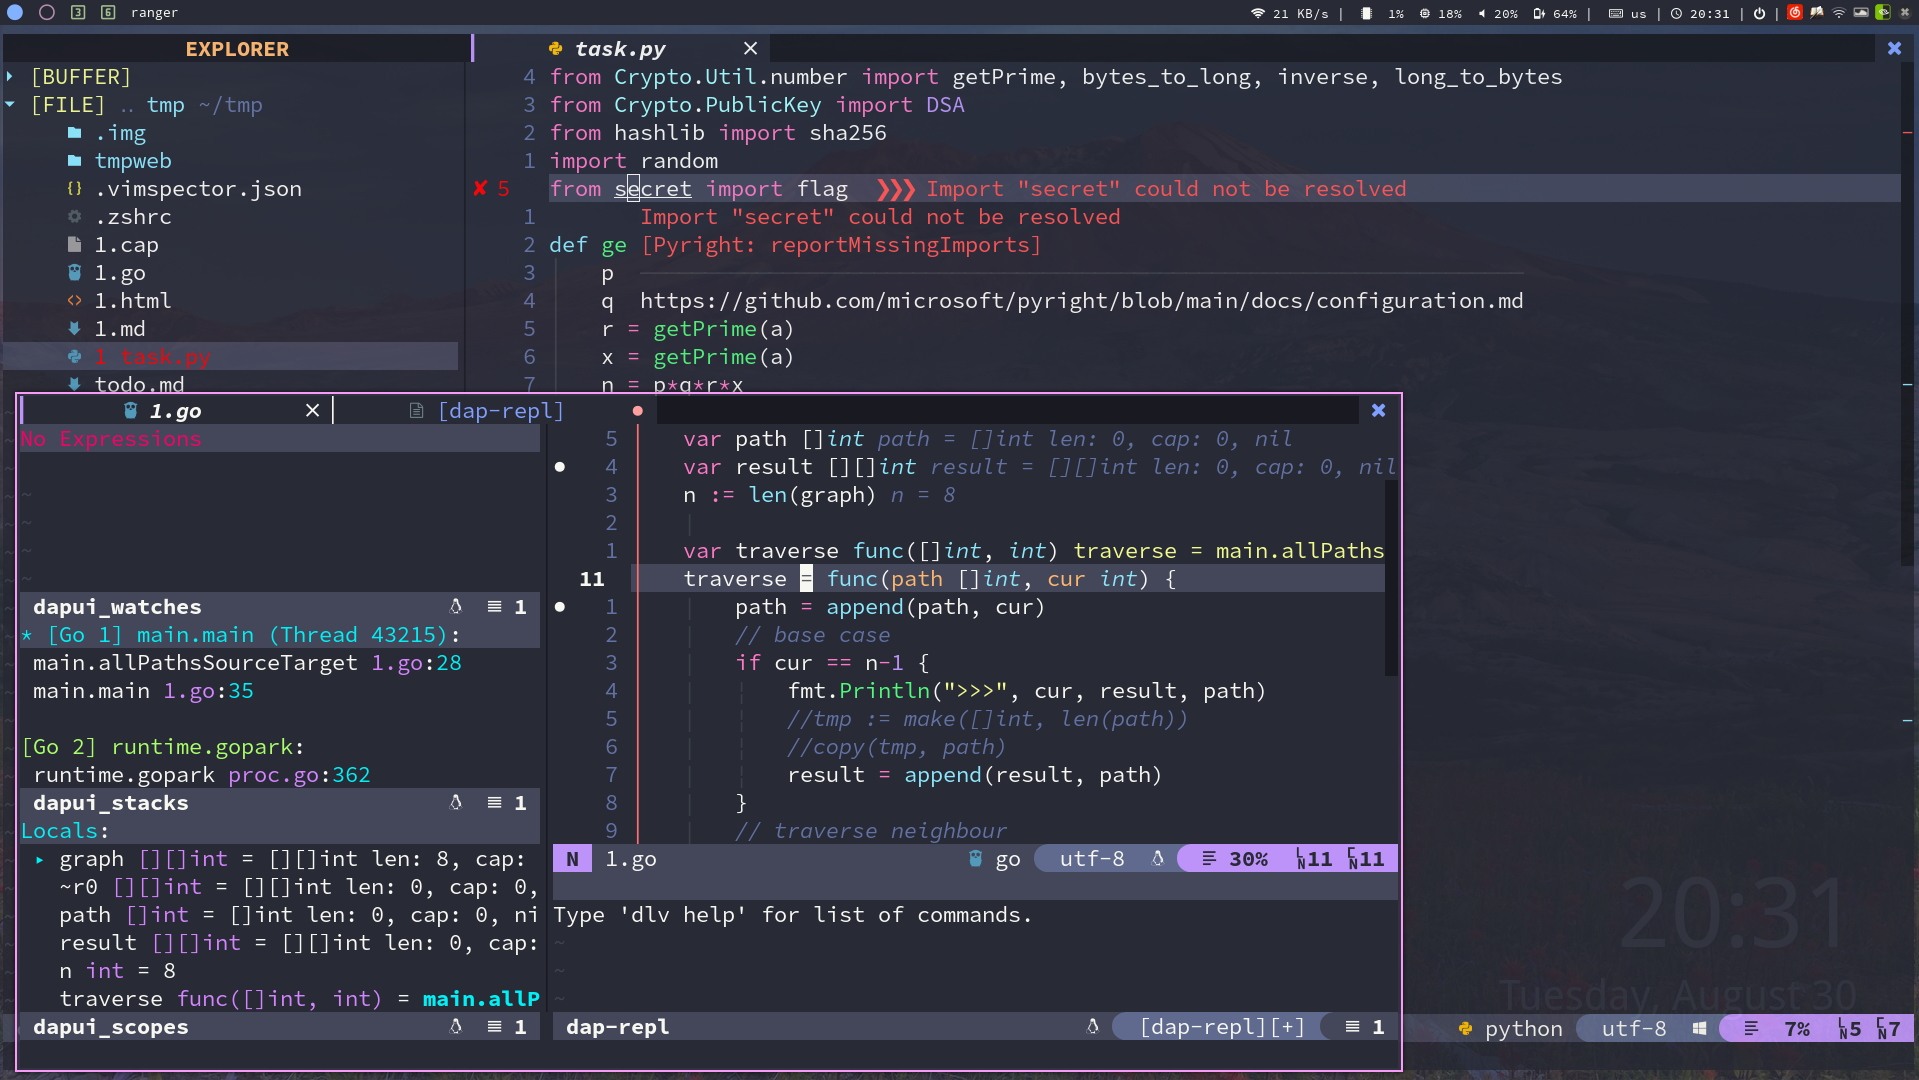 3 6 ranger 21 KB/s | 1% 18% 20% 64% | us | 20:31 | |
EXPLORER
[BUFFER]
[FILE] .. tmp ~/tmp
.img
tmpweb
{} .vimspector.json
.zshrc
1.cap
1.go
<> 1.html
1.md
1 task.py
todo.md
task.py ×
4 from Crypto.Util.number import getPrime, bytes_to_long, inverse, long_to_bytes
3 from Crypto.PublicKey import DSA
2 from hashlib import sha256
1 import random
✘ 5 from secret import flag ❯❯❯ Import "secret" could not be resolved
1 Import "secret" could not be resolved
2 def ge [Pyright: reportMissingImports]
3 p
4 q https://github.com/microsoft/pyright/blob/main/docs/configuration.md
5 r = getPrime(a)
6 x = getPrime(a)
7 n = p*q*r*x
1.go × [dap-repl] ●
No Expressions
~
~
~
~
dapui_watches 1
* [Go 1] main.main (Thread 43215):
main.allPathsSourceTarget 1.go:28
main.main 1.go:35
[Go 2] runtime.gopark:
runtime.gopark proc.go:362
dapui_stacks 1
Locals:
▸ graph [][]int = [][]int len: 8, cap:
~r0 [][]int = [][]int len: 0, cap: 0,
path []int = []int len: 0, cap: 0, ni
result [][]int = [][]int len: 0, cap:
n int = 8
traverse func([]int, int) = main.allP
dapui_scopes 1
5 var path []int path = []int len: 0, cap: 0, nil
● 4 var result [][]int result = [][]int len: 0, cap: 0, nil
3 n := len(graph) n = 8
2
1 var traverse func([]int, int) traverse = main.allPaths
11 traverse = func(path []int, cur int) {
● 1 path = append(path, cur)
2 // base case
3 if cur == n-1 {
4 fmt.Println(">>>", cur, result, path)
5 //tmp := make([]int, len(path))
6 //copy(tmp, path)
7 result = append(result, path)
8 }
9 // traverse neighbour
N 1.go go utf-8 30% LN11 CN11
Type 'dlv help' for list of commands.
~
~
~
dap-repl [dap-repl][+] 1
20:31
Tuesday, August 30
python utf-8 7% LN5 CN7